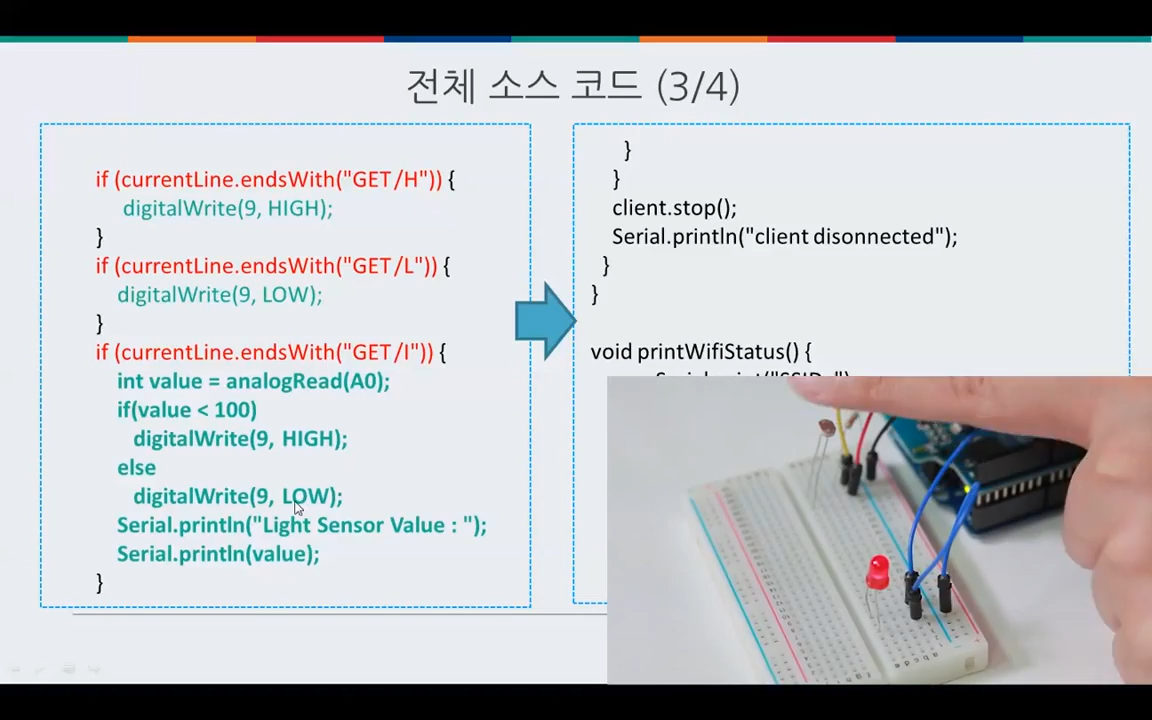 전체 소스 코드 (3/4)
if (currentLine.endsWith("GET /H")) {
digitalWrite(9, HIGH);
}
if (currentLine.endsWith("GET /L")) {
digitalWrite(9, LOW);
}
if (currentLine.endsWith("GET /I")) {
int value = analogRead(A0);
if(value < 100)
digitalWrite(9, HIGH);
else
digitalWrite(9, LOW);
Serial.println("Light Sensor Value : ");
Serial.println(value);
}
}
}
client.stop();
Serial.println("client disonnected");
}
}
void printWifiStatus() {